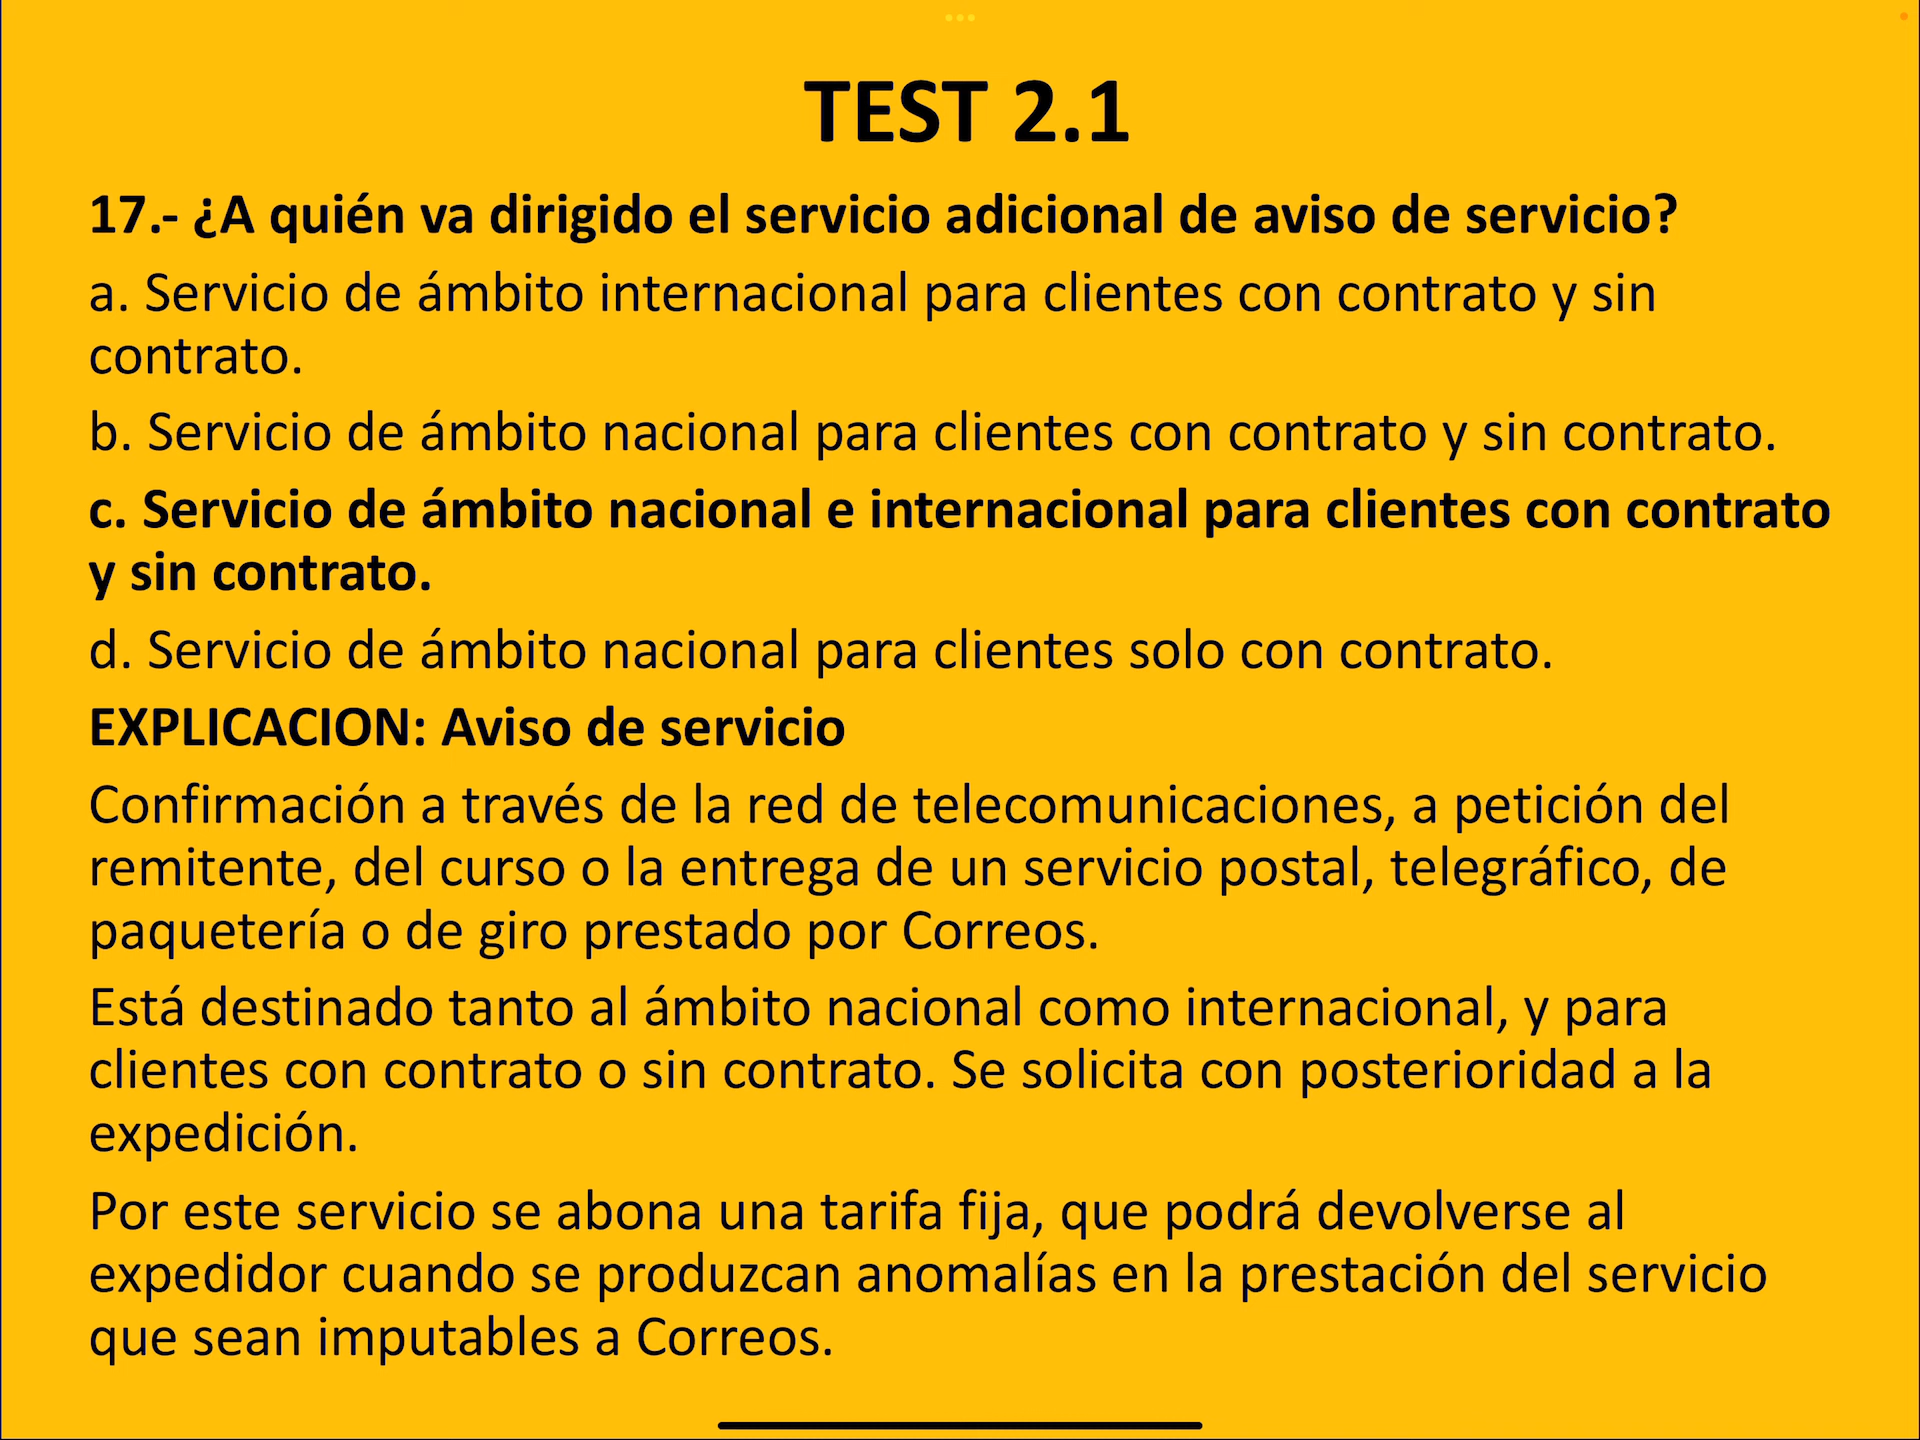 TEST 2.1
17.- ¿A quién va dirigido el servicio adicional de aviso de servicio?
a. Servicio de ámbito internacional para clientes con contrato y sin
contrato.
b. Servicio de ámbito nacional para clientes con contrato y sin contrato.
c. Servicio de ámbito nacional e internacional para clientes con contrato
y sin contrato.
d. Servicio de ámbito nacional para clientes solo con contrato.
EXPLICACION: Aviso de servicio
Confirmación a través de la red de telecomunicaciones, a petición del
remitente, del curso o la entrega de un servicio postal, telegráfico, de
paquetería o de giro prestado por Correos.
Está destinado tanto al ámbito nacional como internacional, y para
clientes con contrato o sin contrato. Se solicita con posterioridad a la
expedición.
Por este servicio se abona una tarifa fija, que podrá devolverse al
expedidor cuando se produzcan anomalías en la prestación del servicio
que sean imputables a Correos.